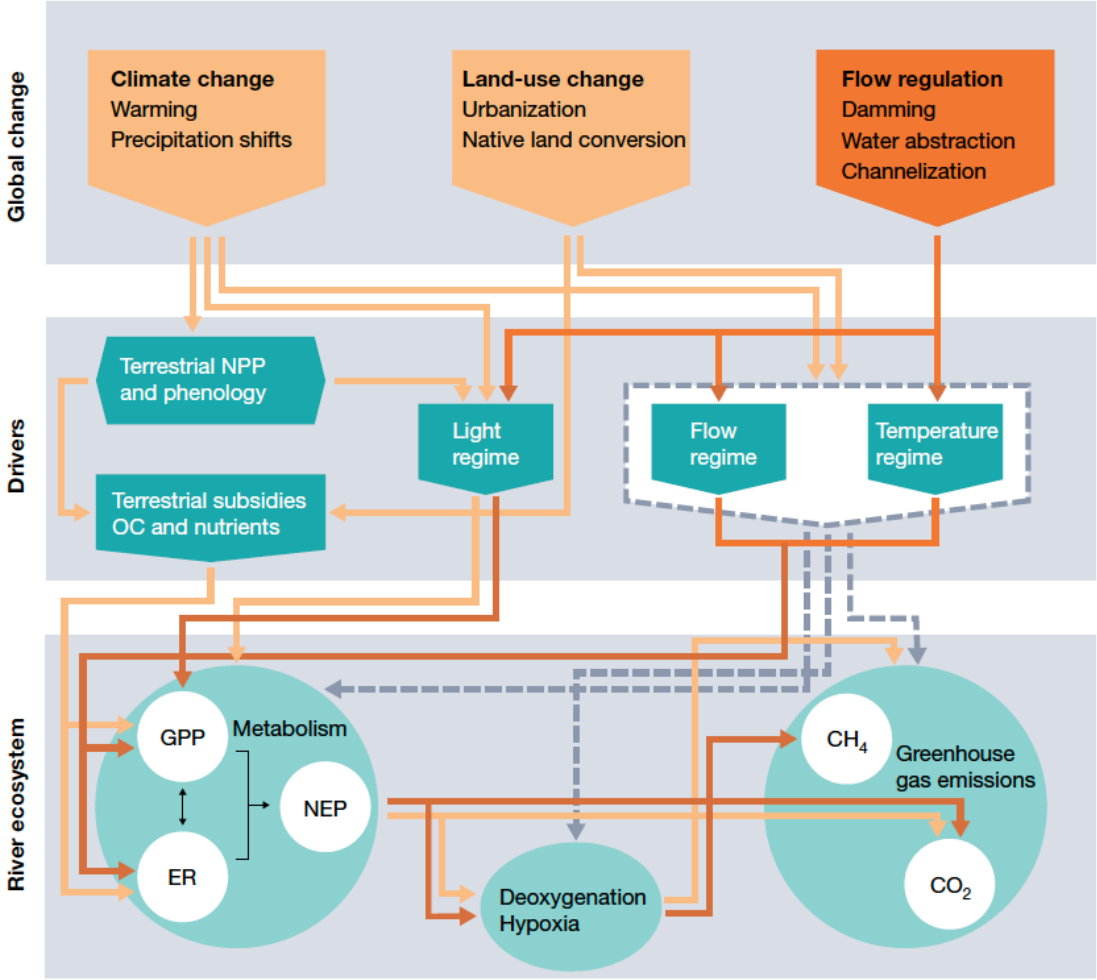 Global change
Climate change
Warming
Precipitation shifts
Land-use change
Urbanization
Native land conversion
Flow regulation
Damming
Water abstraction
Channelization
Drivers
Terrestrial NPP
and phenology
Terrestrial subsidies
OC and nutrients
Light
regime
Flow
regime
Temperature
regime
River ecosystem
GPP
Metabolism
NEP
ER
Deoxygenation
Hypoxia
CH₄
Greenhouse
gas emissions
CO₂